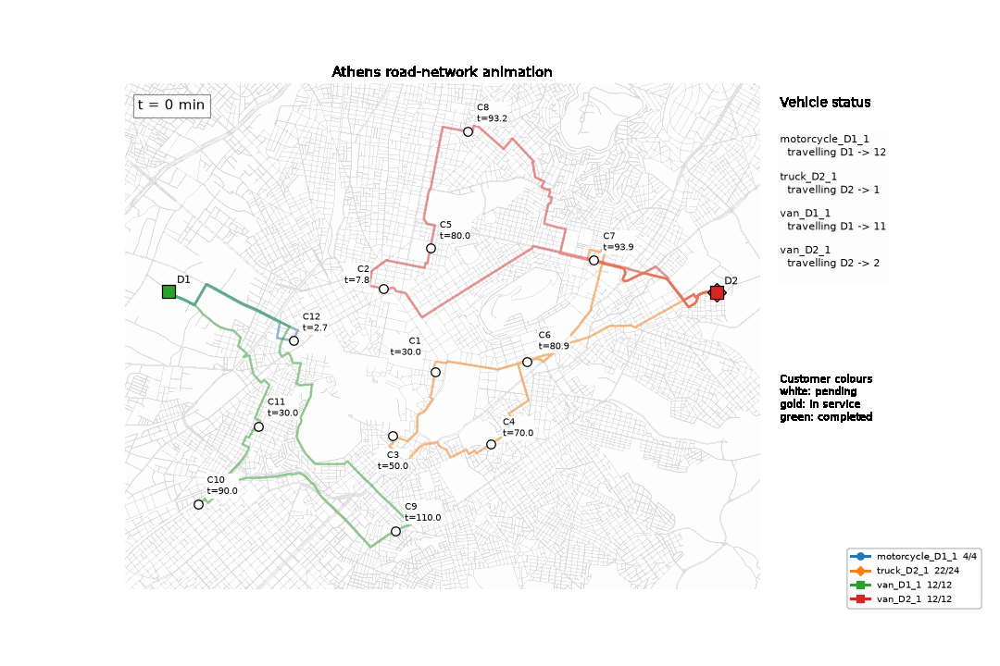 Athens road-network animation
t = 0 min
C8
t=93.2
C5
t=80.0
C7
t=93.9
C2
t=7.8
D1
D2
C12
t=2.7
C1
t=30.0
C6
t=80.9
C11
t=30.0
C4
t=70.0
C3
t=50.0
C10
t=90.0
C9
t=110.0
Vehicle status
motorcycle_D1_1
travelling D1 -> 12
truck_D2_1
travelling D2 -> 1
van_D1_1
travelling D1 -> 11
van_D2_1
travelling D2 -> 2
Customer colours
white: pending
gold: in service
green: completed
motorcycle_D1_1 4/4
truck_D2_1 22/24
van_D1_1 12/12
van_D2_1 12/12